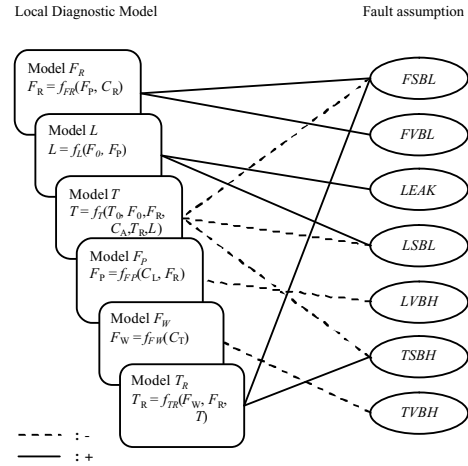 Local Diagnostic Model
Fault assumption
Model F_R
F_R = f_FR(F_P, C_R)
Model L
L = f_L(F_0, F_P)
Model T
T = f_T(T_0, F_0,F_R,
C_A,T_R,L)
Model F_P
F_P = f_FP(C_L, F_R)
Model F_W
F_W = f_FW(C_T)
Model T_R
T_R = f_TR(F_W, F_R,
T)
FSBL
FVBL
LEAK
LSBL
LVBH
TSBH
TVBH
: -
: +